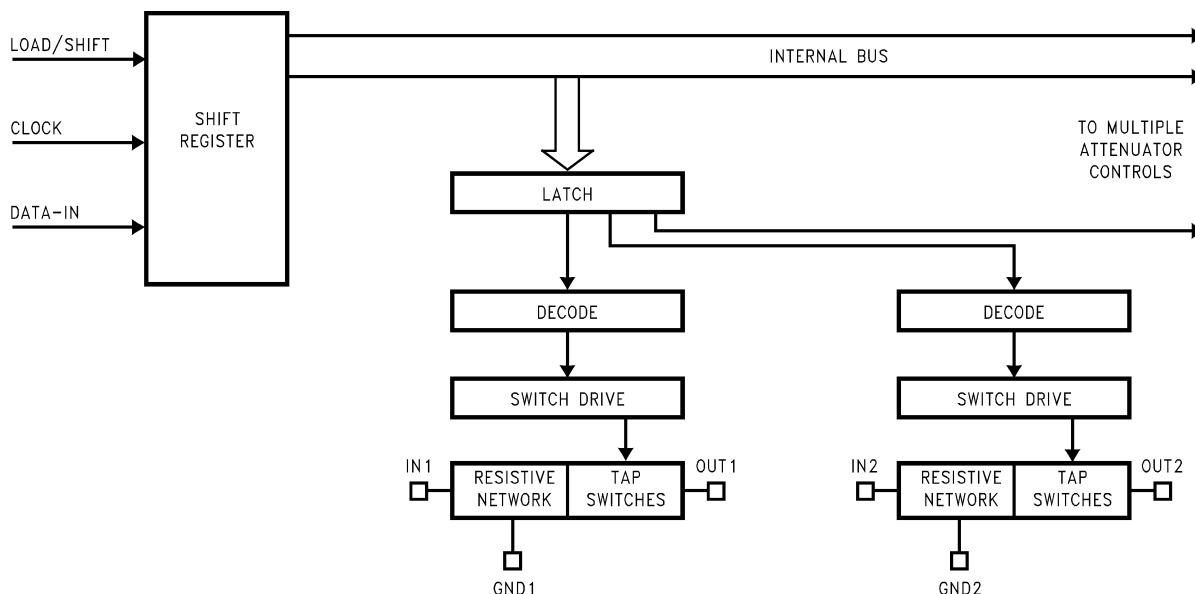 LOAD/SHIFT
CLOCK
DATA-IN
SHIFT
REGISTER
INTERNAL BUS
TO MULTIPLE
ATTENUATOR
CONTROLS
LATCH
DECODE
DECODE
SWITCH DRIVE
SWITCH DRIVE
IN1
RESISTIVE
NETWORK
TAP
SWITCHES
OUT1
GND1
IN2
RESISTIVE
NETWORK
TAP
SWITCHES
OUT2
GND2